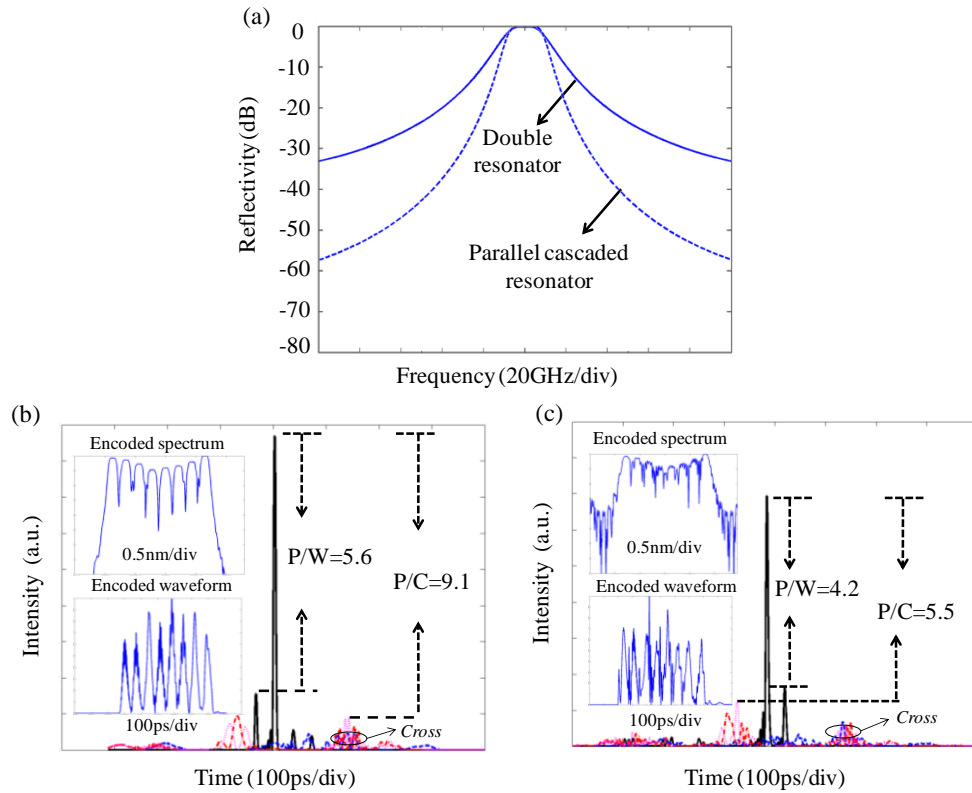 (a)
0
-10
-20
-30
-40
-50
-60
-70
-80
Reflectivity (dB)
Double
resonator
Parallel cascaded
resonator
Frequency (20GHz/div)
(b)
Encoded spectrum
0.5nm/div
Encoded waveform
100ps/div
P/W=5.6
P/C=9.1
Cross
Intensity (a.u.)
Time (100ps/div)
(c)
Encoded spectrum
0.5nm/div
Encoded waveform
100ps/div
P/W=4.2
P/C=5.5
Cross
Intensity (a.u.)
Time (100ps/div)